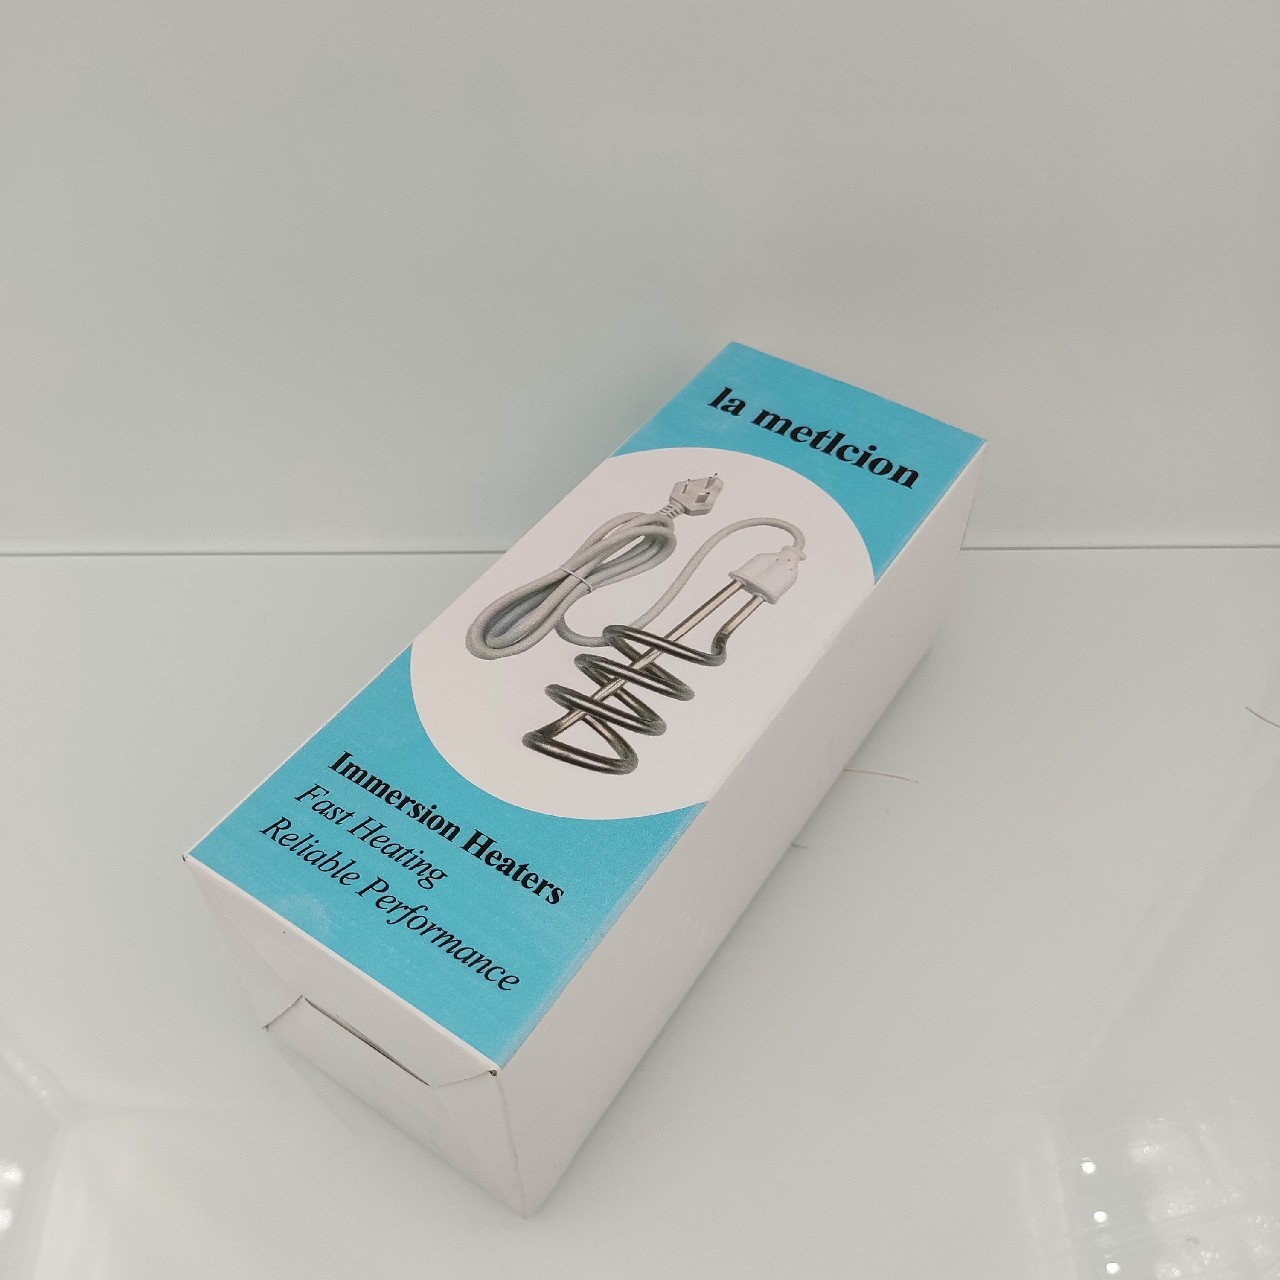 la metlcion
Immersion Heaters
Fast Heating
Reliable Performance